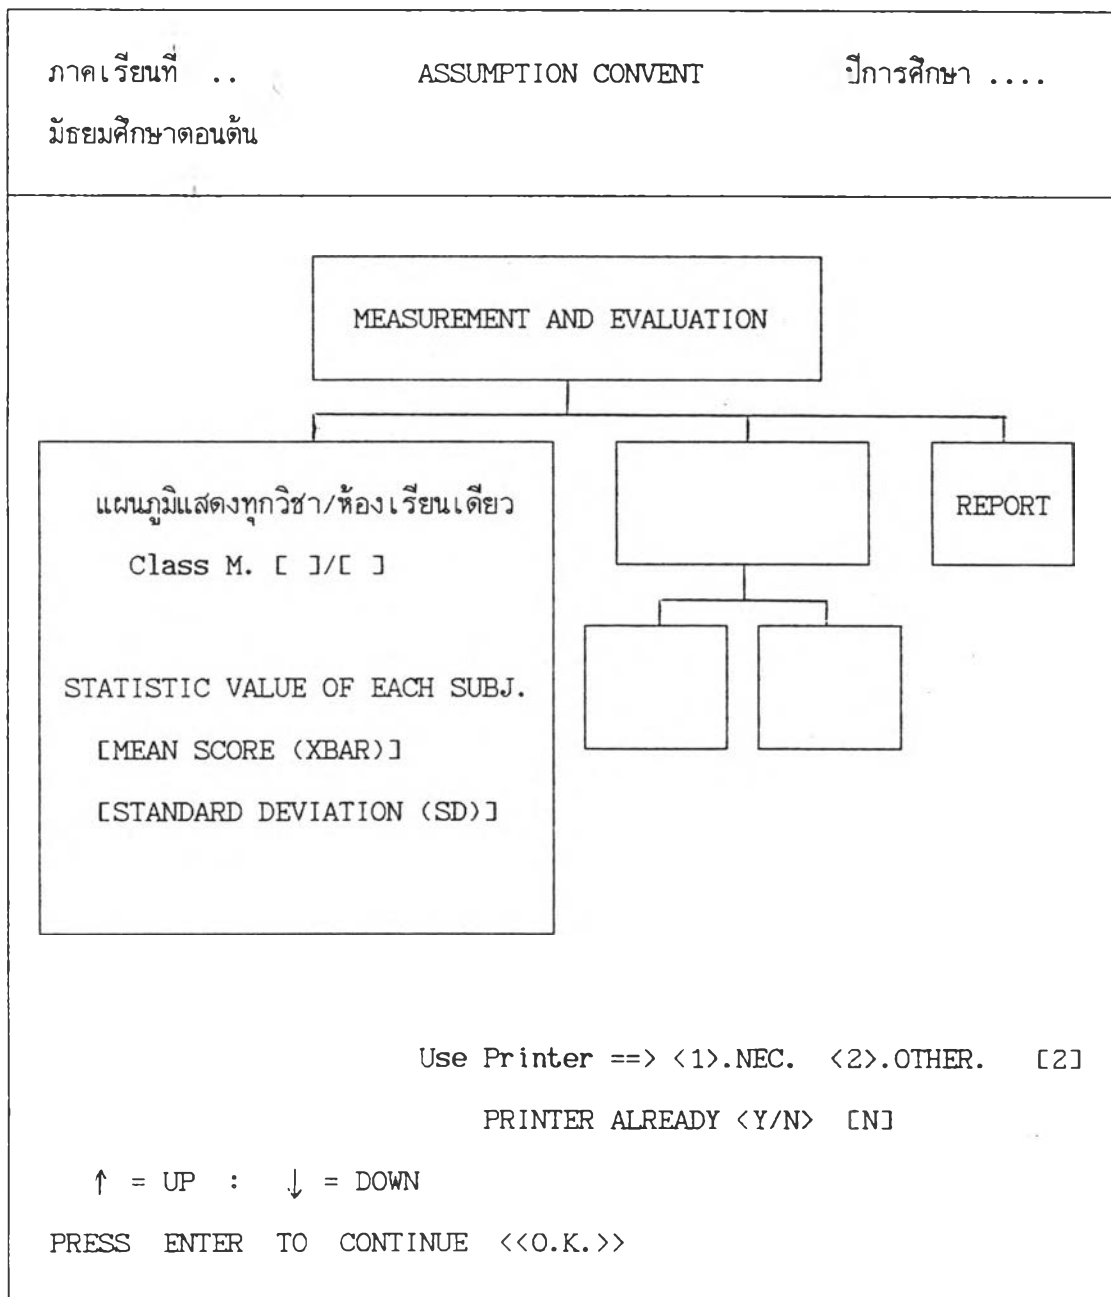 ภาคเรียนที่ .. ASSUMPTION CONVENT ปีการศึกษา ....
มัธยมศึกษาตอนต้น
MEASUREMENT AND EVALUATION
แผนภูมิแสดงทุกวิชา/ห้องเรียนเดียว
Class M. [ ]/[ ]
STATISTIC VALUE OF EACH SUBJ.
[MEAN SCORE (XBAR)]
[STANDARD DEVIATION (SD)]
REPORT
Use Printer ==> <1>.NEC. <2>.OTHER. [2]
PRINTER ALREADY <Y/N> [N]
↑ = UP : ↓ = DOWN
PRESS ENTER TO CONTINUE <<O.K.>>